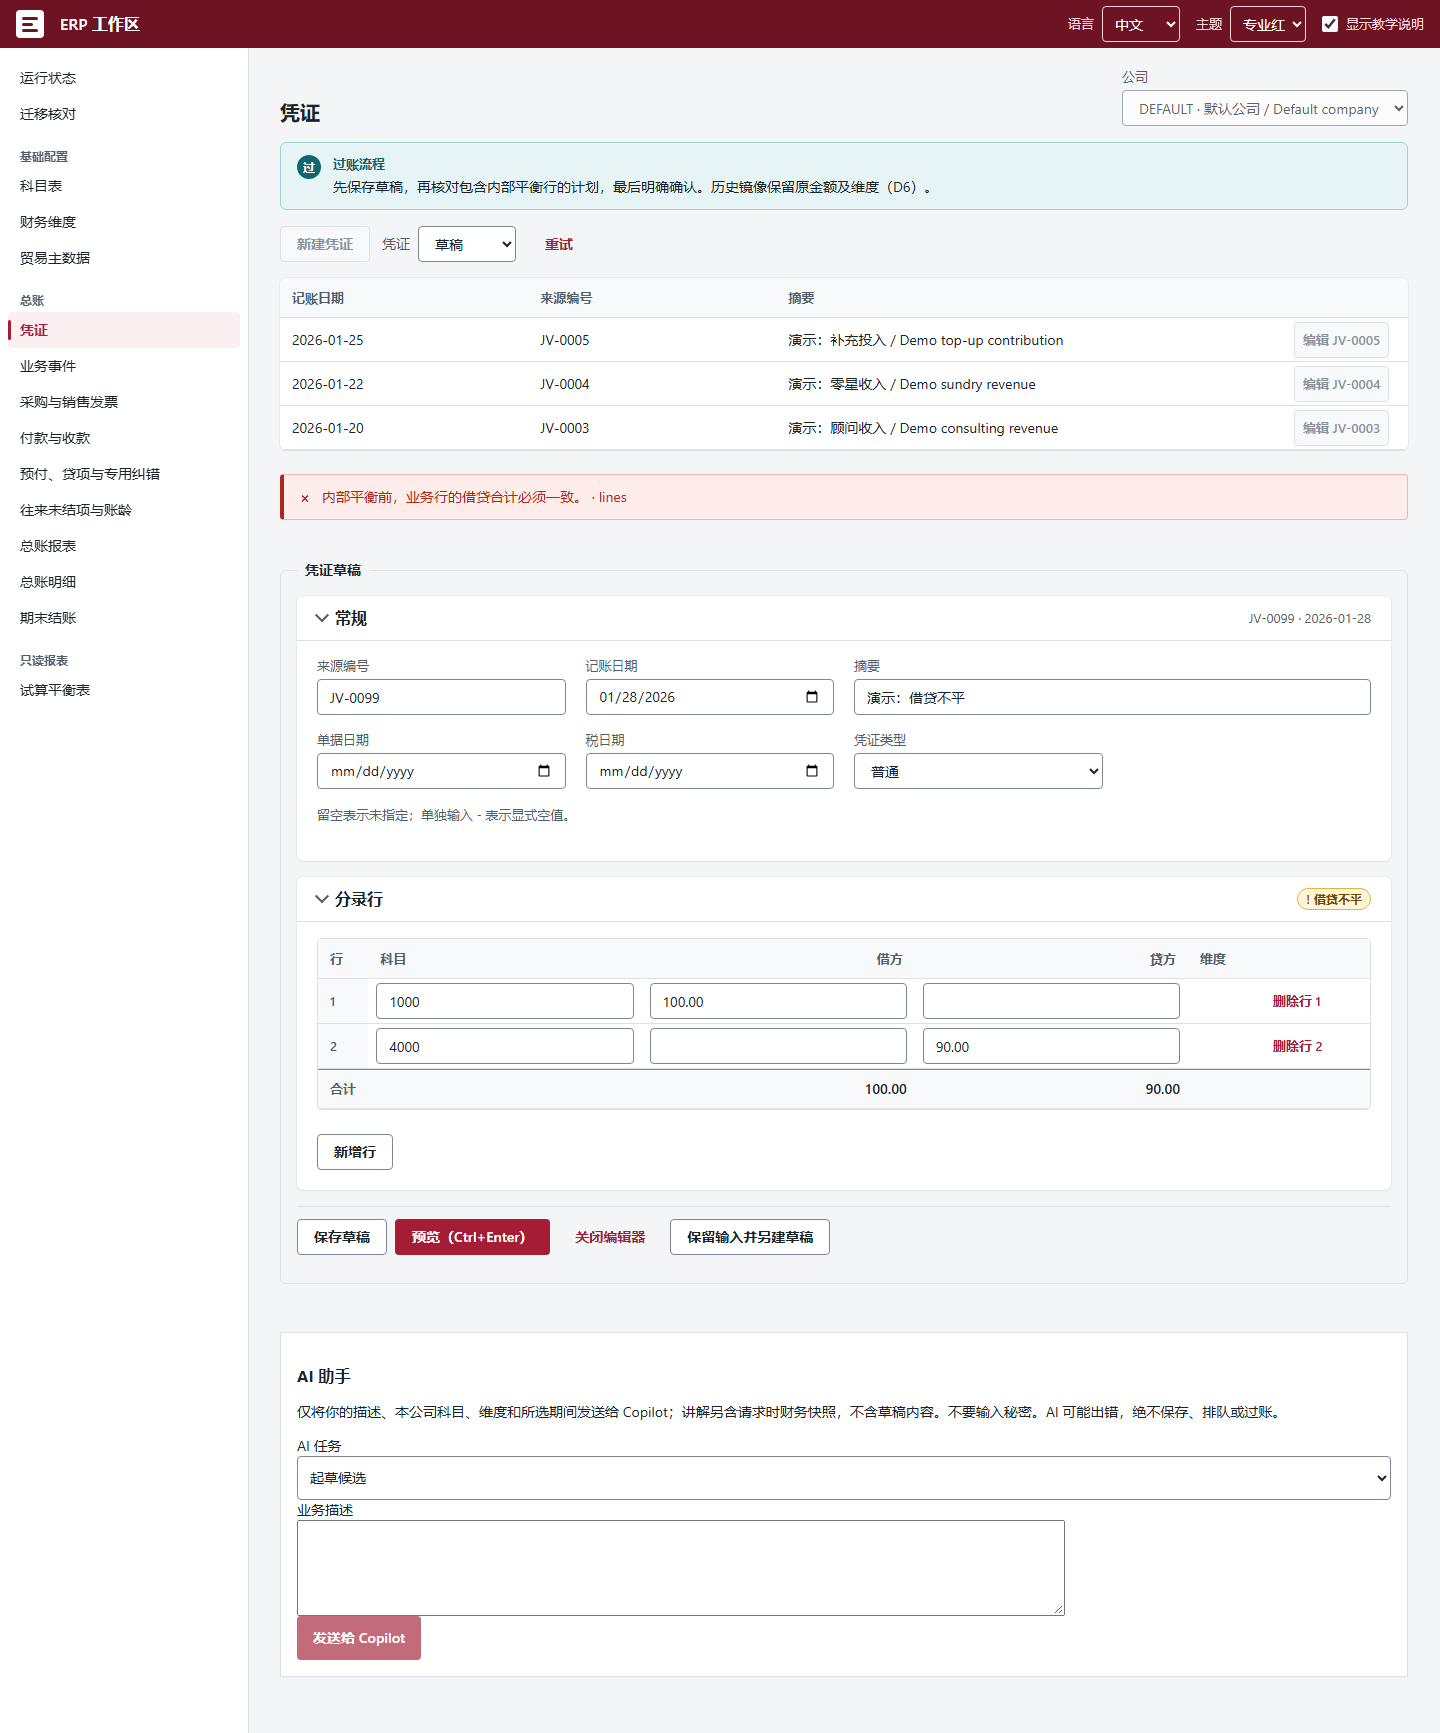 ERP 工作区
语言 中文 主题 专业红 显示教学说明
运行状态
迁移核对
基础配置
科目表
财务维度
贸易主数据
总账
凭证
业务事件
采购与销售发票
付款与收款
预付、贷项与专用纠错
往来未结项与账龄
总账报表
总账明细
期末结账
只读报表
试算平衡表
公司
凭证
DEFAULT · 默认公司 / Default company
过 过账流程
先保存草稿，再核对包含内部平衡行的计划，最后明确确认。历史镜像保留原金额及维度（D6）。
新建凭证 凭证 草稿 重试
记账日期 来源编号 摘要
2026-01-25 JV-0005 演示：补充投入 / Demo top-up contribution 编辑 JV-0005
2026-01-22 JV-0004 演示：零星收入 / Demo sundry revenue 编辑 JV-0004
2026-01-20 JV-0003 演示：顾问收入 / Demo consulting revenue 编辑 JV-0003
× 内部平衡前，业务行的借贷合计必须一致。 · lines
凭证草稿
常规 JV-0099 · 2026-01-28
来源编号 记账日期 摘要
JV-0099 01/28/2026 演示：借贷不平
单据日期 税日期 凭证类型
mm/dd/yyyy mm/dd/yyyy 普通
留空表示未指定；单独输入 - 表示显式空值。
分录行 ! 借贷不平
行 科目 借方 贷方 维度
1 1000 100.00 删除行 1
2 4000 90.00 删除行 2
合计 100.00 90.00
新增行
保存草稿 预览（Ctrl+Enter） 关闭编辑器 保留输入并另建草稿
AI 助手
仅将你的描述、本公司科目、维度和所选期间发送给 Copilot；讲解另含请求时财务快照，不含草稿内容。不要输入秘密。AI 可能出错，绝不保存、排队或过账。
AI 任务
起草候选
业务描述
发送给 Copilot